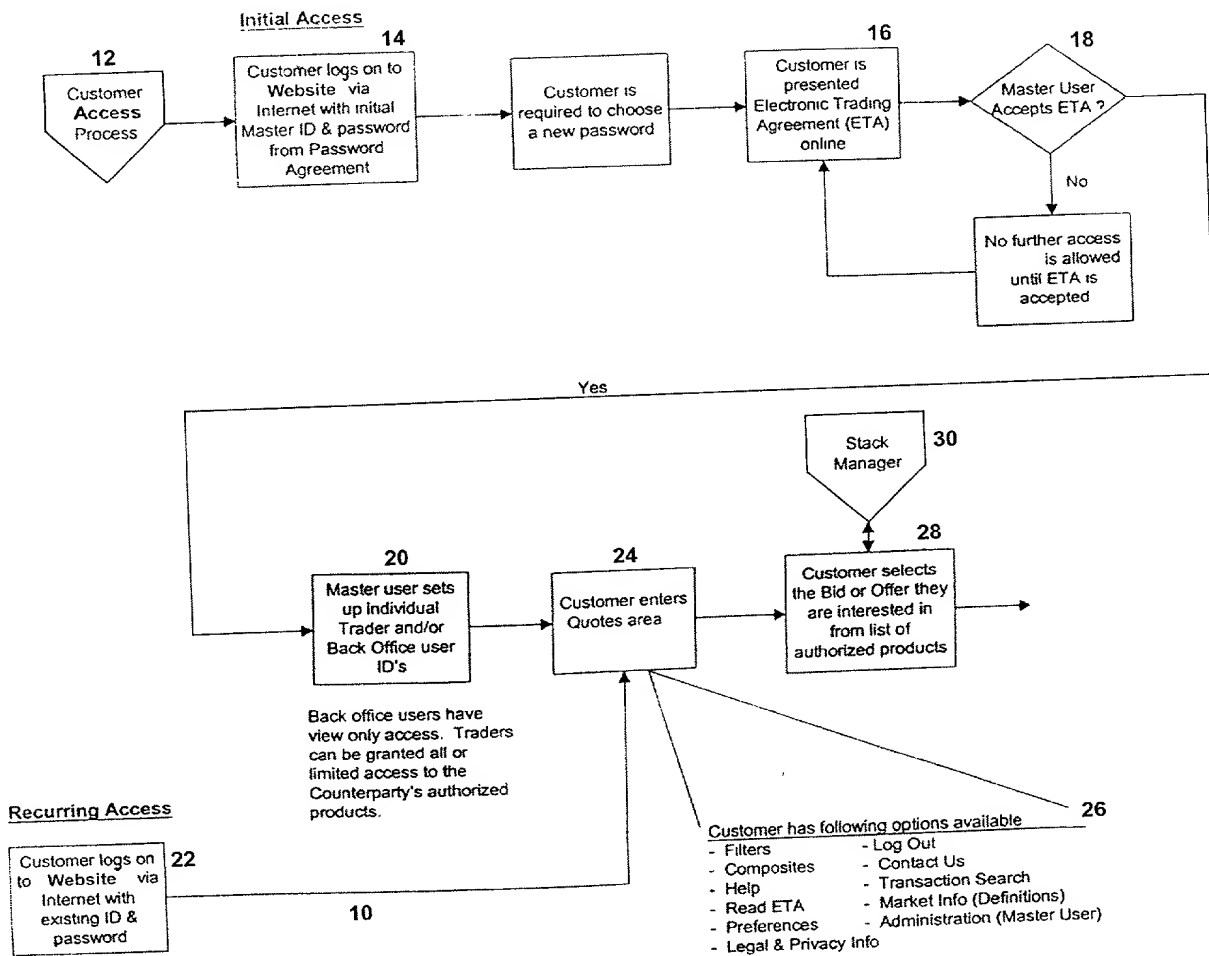 Initial Access
12
14
16
18
Customer
Access
Process
Customer logs on to
Website via
Internet with initial
Master ID & password
from Password
Agreement
Customer is
required to choose
a new password
Customer is
presented
Electronic Trading
Agreement (ETA)
online
Master User
Accepts ETA ?
No
No further access
is allowed
until ETA is
accepted
Yes
Stack
Manager
30
20
24
28
Master user sets
up Individual
Trader and/or
Back Office user
ID's
Customer enters
Quotes area
Customer selects
the Bid or Offer they
are interested in
from list of
authorized products
Back office users have
view only access. Traders
can be granted all or
limited access to the
Counterparty's authorized
products.
Recurring Access
22
Customer logs on
to Website via
Internet with
existing ID &
password
10
26
Customer has following options available
- Filters
- Composites
- Help
- Read ETA
- Preferences
- Legal & Privacy Info
- Log Out
- Contact Us
- Transaction Search
- Market Info (Definitions)
- Administration (Master User)